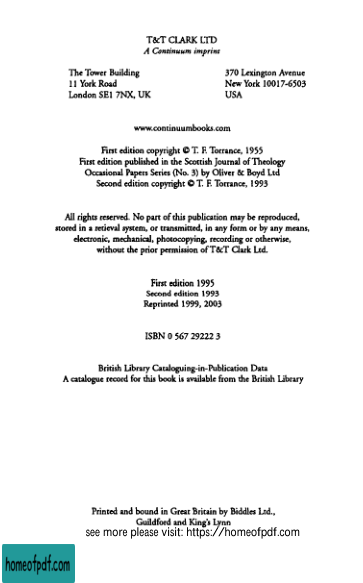 T&T CLARK LTD
A Continuum imprint
The Tower Building
11 York Road
London SE1 7NX, UK
370 Lexington Avenue
New York 10017-6503
USA
www.continuumbooks.com
First edition copyright © T. F. Torrance, 1955
First edition published in the Scottish Journal of Theology
Occasional Papers Series (No. 3) by Oliver & Boyd Ltd
Second edition copyright © T. F. Torrance, 1993
All rights reserved. No part of this publication may be reproduced,
stored in a retieval system, or transmitted, in any form or by any means,
electronic, mechanical, photocopying, recording or otherwise,
without the prior permission of T&T Clark Ltd.
First edition 1995
Second edition 1993
Reprinted 1999, 2003
ISBN 0 567 29222 3
British Library Cataloguing-in-Publication Data
A catalogue record for this book is available from the British Library
Printed and bound in Great Britain by Biddles Ltd.,
Guildford and King's Lynn
see more please visit: https://homeofpdf.com
homeofpdf.com